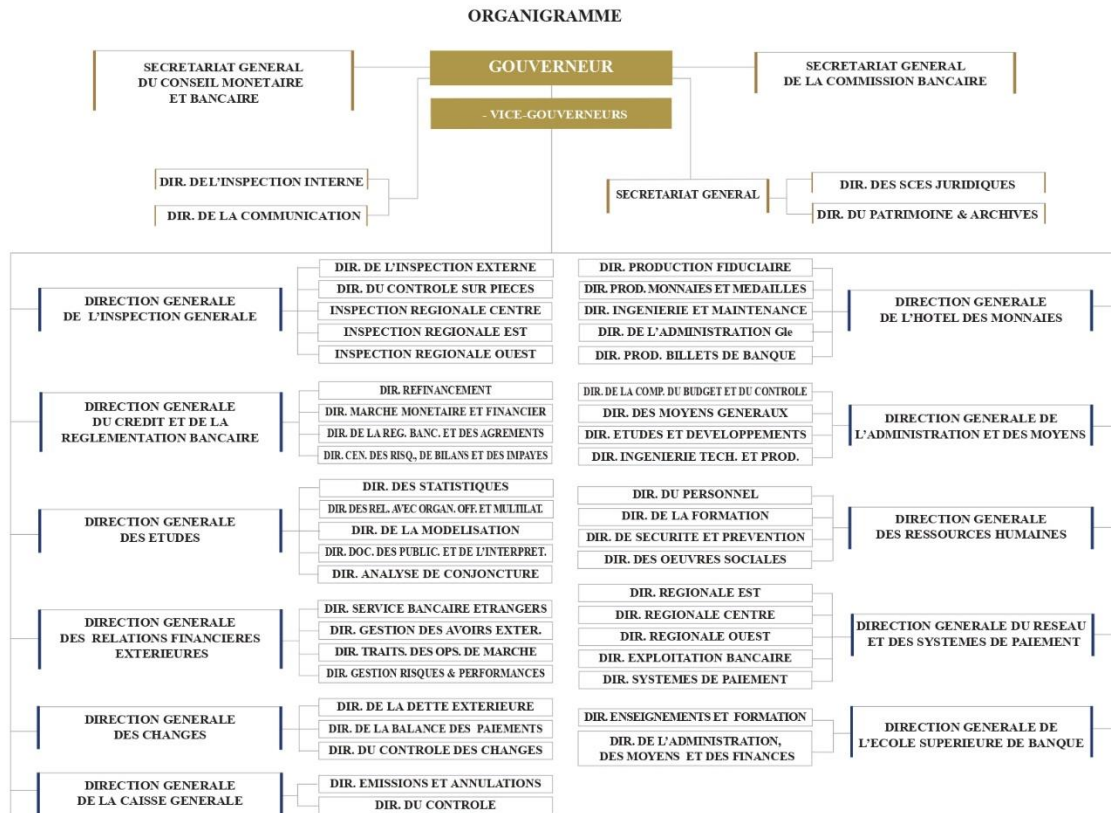 ORGANIGRAMME
SECRETARIAT GENERAL
DU CONSEIL MONETAIRE
ET BANCAIRE
GOUVERNEUR
SECRETARIAT GENERAL
DE LA COMMISSION BANCAIRE
- VICE-GOUVERNEURS
DIR. DE L'INSPECTION INTERNE
DIR. DE LA COMMUNICATION
SECRETARIAT GENERAL
DIR. DES SCES JURIDIQUES
DIR. DU PATRIMOINE & ARCHIVES
DIRECTION GENERALE
DE L'INSPECTION GENERALE
DIR. DE L'INSPECTION EXTERNE
DIR. DU CONTROLE SUR PIECES
INSPECTION REGIONALE CENTRE
INSPECTION REGIONALE EST
INSPECTION REGIONALE OUEST
DIR. PRODUCTION FIDUCIAIRE
DIR. PROD. MONNAIES ET MEDAILLES
DIR. INGENIERIE ET MAINTENANCE
DIR. DE L'ADMINISTRATION Gle
DIR. PROD. BILLETS DE BANQUE
DIRECTION GENERALE
DE L'HOTEL DES MONNAIES
DIRECTION GENERALE
DU CREDIT ET DE LA
REGLEMENTATION BANCAIRE
DIR. REFINANCEMENT
DIR. MARCHE MONETAIRE ET FINANCIER
DIR. DE LA REG. BANC. ET DES AGREMENTS
DIR. CEN. DES RISQ., DE BILANS ET DES IMPAYES
DIR. DE LA COMP. DU BUDGET ET DU CONTROLE
DIR. DES MOYENS GENERAUX
DIR. ETUDES ET DEVELOPPEMENTS
DIR. INGENIERIE TECH. ET PROD.
DIRECTION GENERALE DE
L'ADMINISTRATION ET DES MOYENS
DIRECTION GENERALE
DES ETUDES
DIR. DES STATISTIQUES
DIR. DES REL. AVEC ORGAN. OFF. ET MULTILAT.
DIR. DE LA MODELISATION
DIR. DOC. DES PUBLIC. ET DE L'INTERPRET.
DIR. ANALYSE DE CONJONCTURE
DIR. DU PERSONNEL
DIR. DE LA FORMATION
DIR. DE SECURITE ET PREVENTION
DIR. DES OEUVRES SOCIALES
DIRECTION GENERALE
DES RESSOURCES HUMAINES
DIRECTION GENERALE
DES RELATIONS FINANCIERES
EXTERIEURES
DIR. SERVICE BANCAIRE ETRANGERS
DIR. GESTION DES AVOIRS EXTER.
DIR. TRAITS. DES OPS. DE MARCHE
DIR. GESTION RISQUES & PERFORMANCES
DIR. REGIONALE EST
DIR. REGIONALE CENTRE
DIR. REGIONALE OUEST
DIR. EXPLOITATION BANCAIRE
DIR. SYSTEMES DE PAIEMENT
DIRECTION GENERALE DU RESEAU
ET DES SYSTEMES DE PAIEMENT
DIRECTION GENERALE
DES CHANGES
DIR. DE LA DETTE EXTERIEURE
DIR. DE LA BALANCE DES PAIEMENTS
DIR. DU CONTROLE DES CHANGES
DIR. ENSEIGNEMENTS ET FORMATION
DIR. DE L'ADMINISTRATION,
DES MOYENS ET DES FINANCES
DIRECTION GENERALE DE
L'ECOLE SUPERIEURE DE BANQUE
DIRECTION GENERALE
DE LA CAISSE GENERALE
DIR. EMISSIONS ET ANNULATIONS
DIR. DU CONTROLE